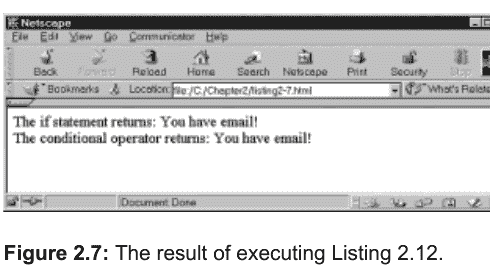 Netscape
File Edit View Go Communicator Help
Back Forward Reload Home Search Netscape Print Security Stop
Bookmarks Location: file:/C:/Chapter2/listing2-7.html What's Relate
The if statement returns: You have email!
The conditional operator returns: You have email!
Document Done
Figure 2.7: The result of executing Listing 2.12.